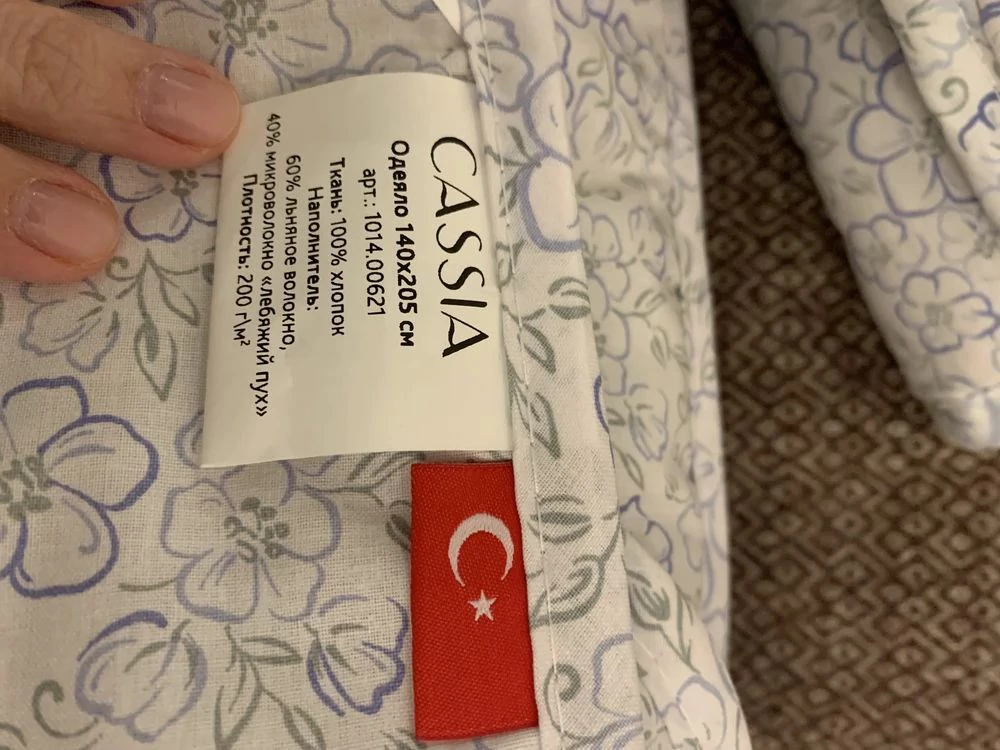 CASSIA
Одеяло 140х205 см
арт.: 1014.00621
Ткань: 100% хлопок
Наполнитель:
60% льняное волокно,
40% микроволокно «лебяжий пух»
Плотность: 200 г\м²